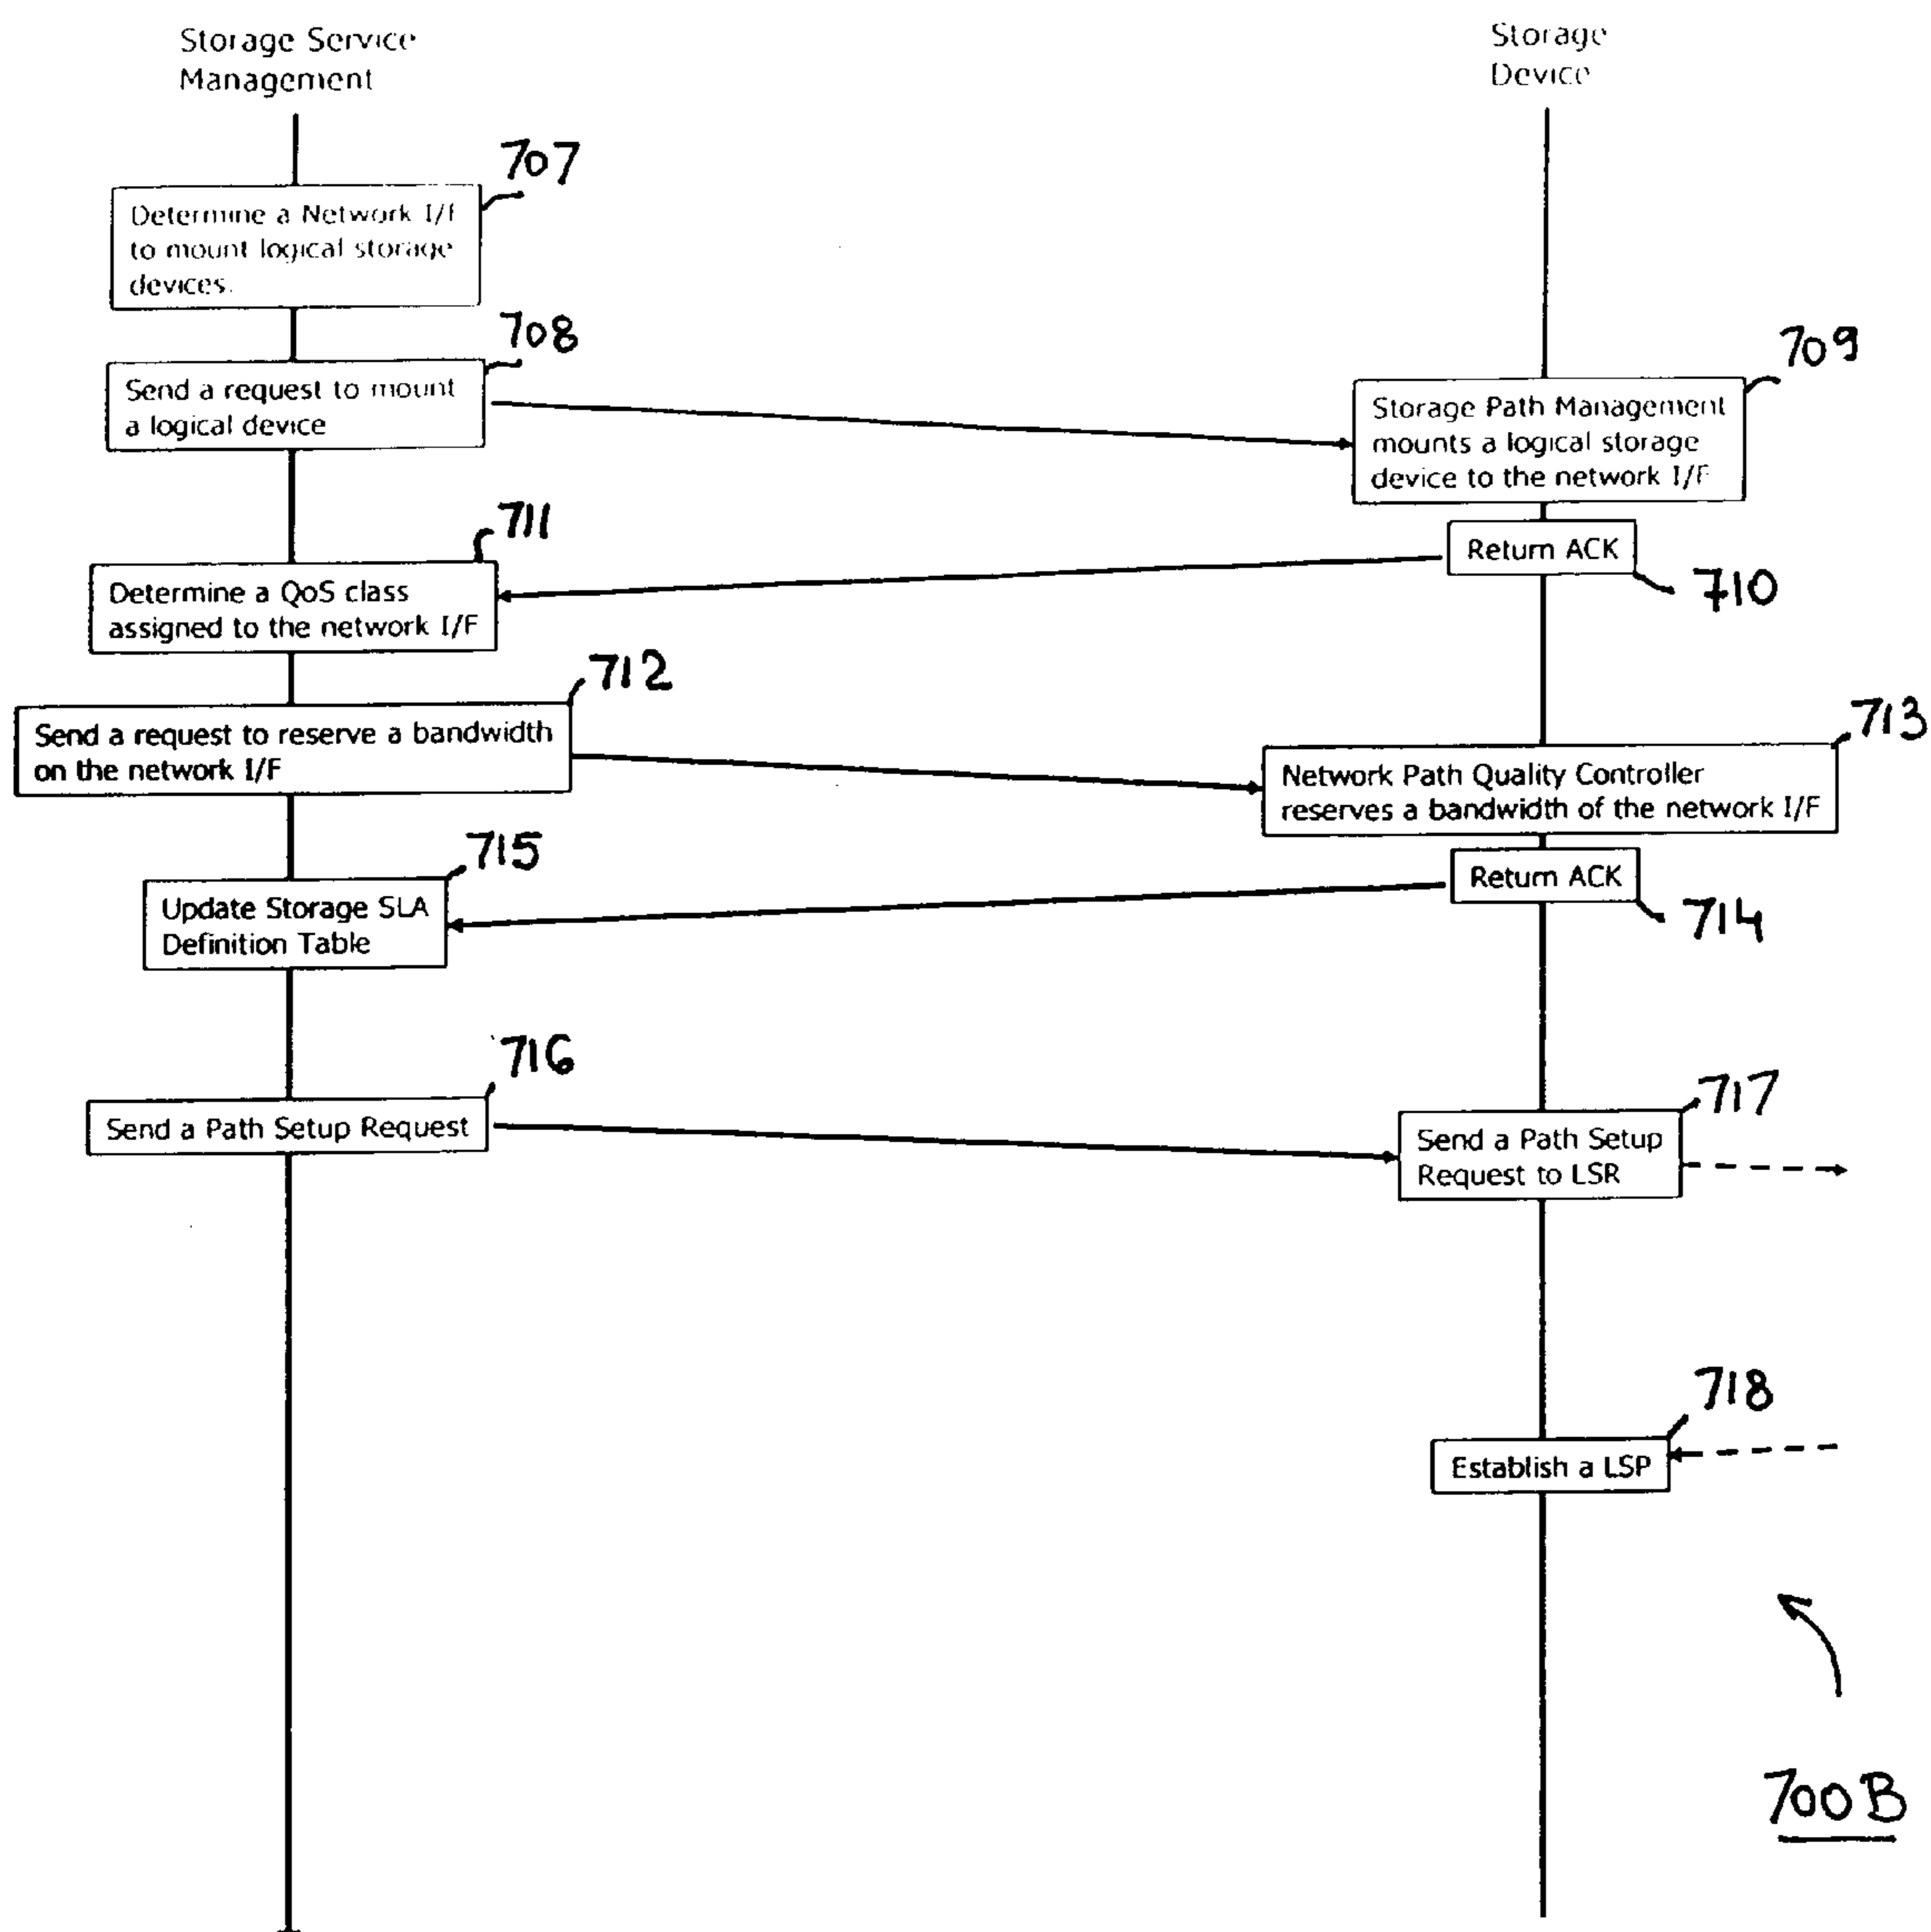 Storage Service
Management
Storage
Device
707
Determine a Network I/F
to mount logical storage
devices.
708
Send a request to mount
a logical device
709
Storage Path Management
mounts a logical storage
device to the network I/F
Return ACK
710
711
Determine a QoS class
assigned to the network I/F
712
Send a request to reserve a bandwidth
on the network I/F
713
Network Path Quality Controller
reserves a bandwidth of the network I/F
Return ACK
714
715
Update Storage SLA
Definition Table
716
Send a Path Setup Request
717
Send a Path Setup
Request to LSR
718
Establish a LSP
700B